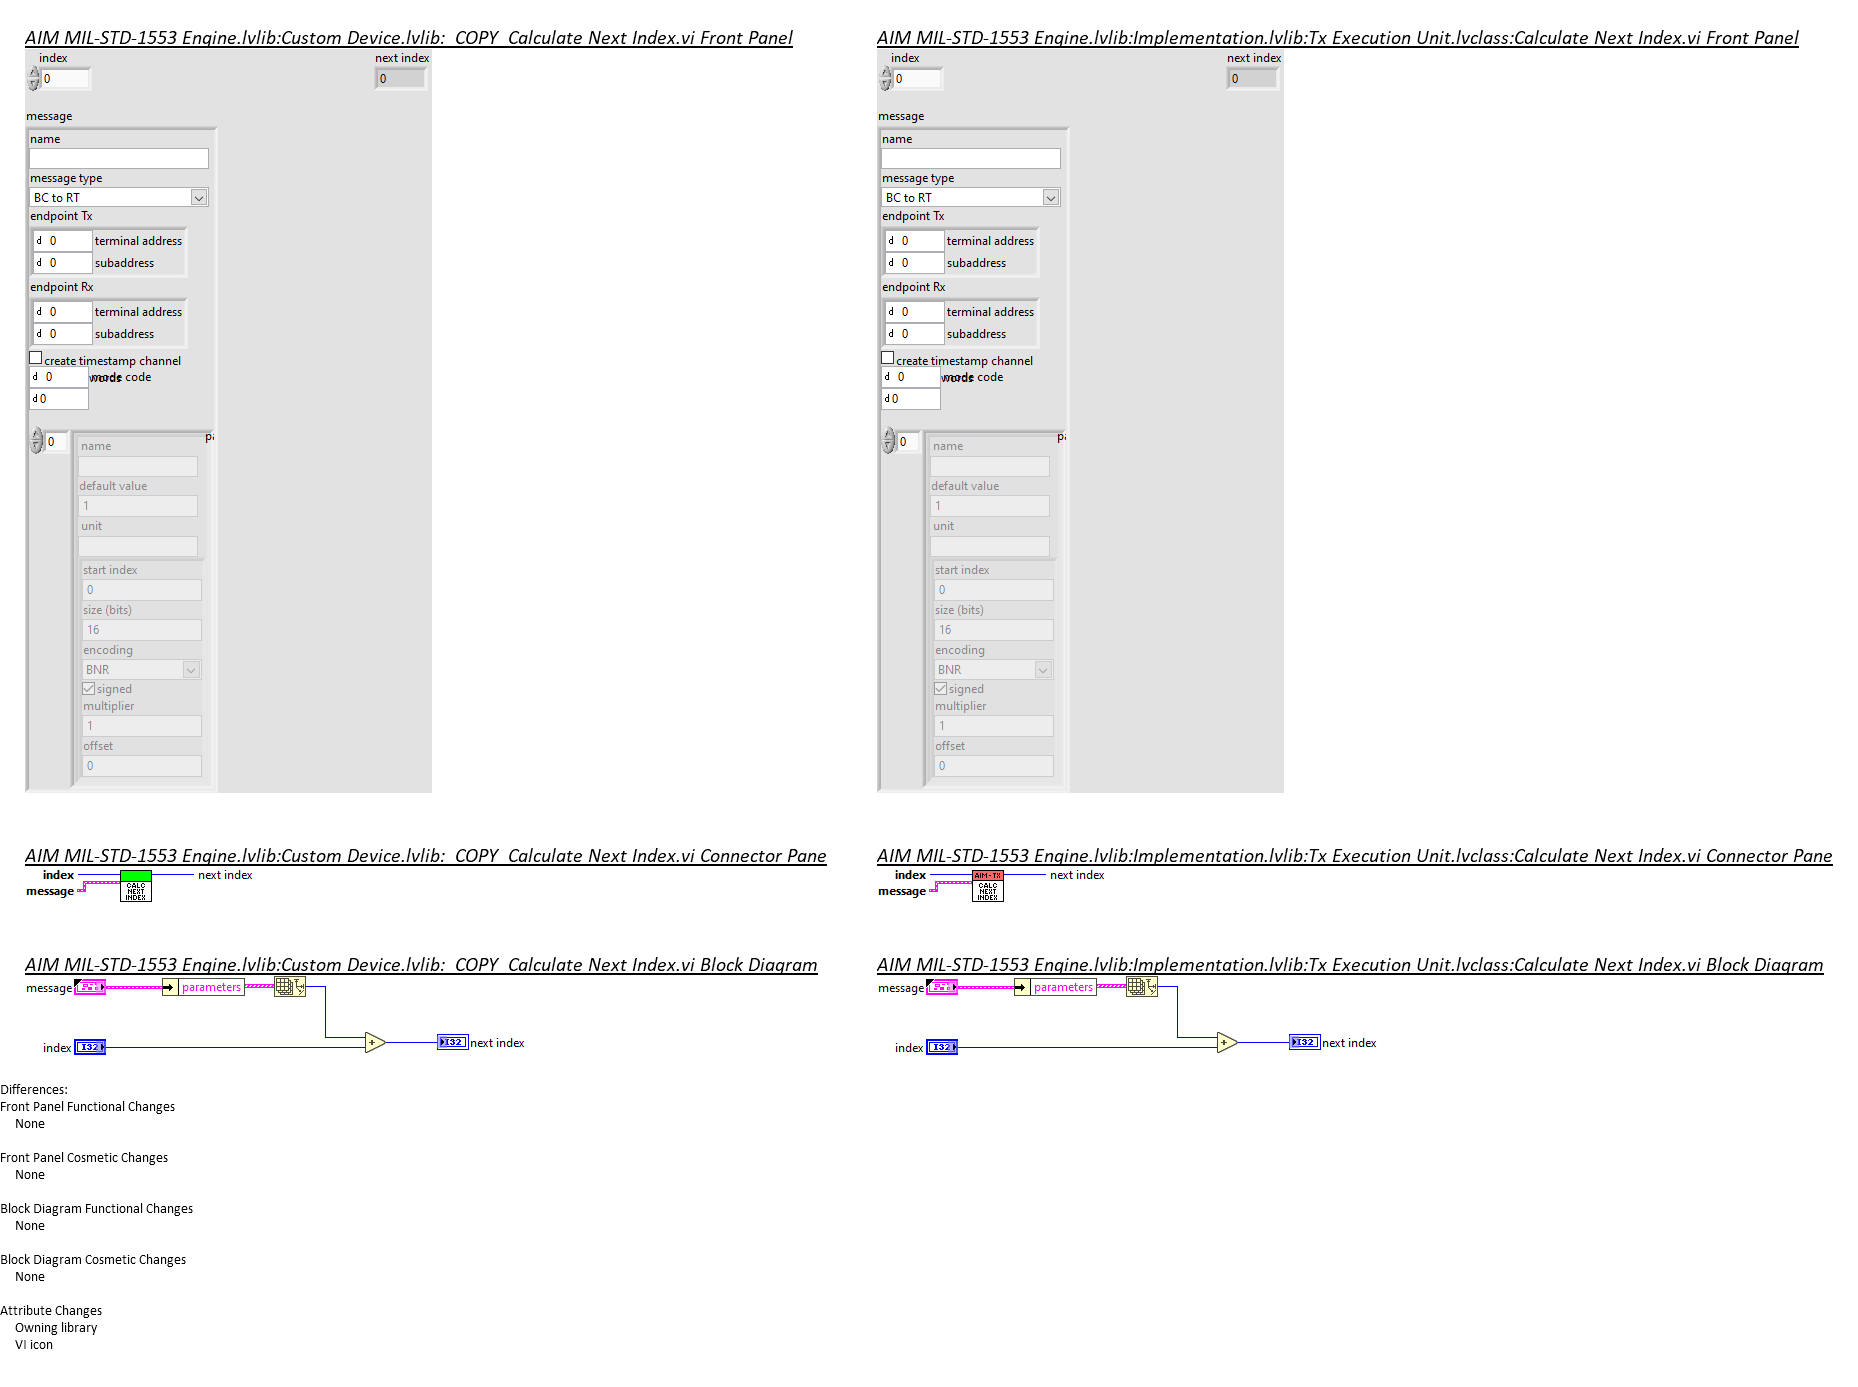 AIM MIL-STD-1553 Engine.lvlib:Custom Device.lvlib:_COPY_Calculate Next Index.vi Front Panel
index
next index
0
0
message
name
message type
BC to RT
endpoint Tx
d 0 terminal address
d 0 subaddress
endpoint Rx
d 0 terminal address
d 0 subaddress
create timestamp channel
d 0 mode code
words
d 0
0
name
default value
1
unit
start index
0
size (bits)
16
encoding
BNR
signed
multiplier
1
offset
0
AIM MIL-STD-1553 Engine.lvlib:Implementation.lvlib:Tx Execution Unit.lvclass:Calculate Next Index.vi Front Panel
index
next index
0
0
message
name
message type
BC to RT
endpoint Tx
d 0 terminal address
d 0 subaddress
endpoint Rx
d 0 terminal address
d 0 subaddress
create timestamp channel
d 0 mode code
words
d 0
0
name
default value
1
unit
start index
0
size (bits)
16
encoding
BNR
signed
multiplier
1
offset
0
AIM MIL-STD-1553 Engine.lvlib:Custom Device.lvlib:_COPY_Calculate Next Index.vi Connector Pane
index
next index
message
CALC
NEXT
INDEX
AIM MIL-STD-1553 Engine.lvlib:Implementation.lvlib:Tx Execution Unit.lvclass:Calculate Next Index.vi Connector Pane
index
AIM-TX
next index
message
CALC
NEXT
INDEX
AIM MIL-STD-1553 Engine.lvlib:Custom Device.lvlib:_COPY_Calculate Next Index.vi Block Diagram
message
parameters
index
I32
I32
next index
AIM MIL-STD-1553 Engine.lvlib:Implementation.lvlib:Tx Execution Unit.lvclass:Calculate Next Index.vi Block Diagram
message
parameters
index
I32
I32
next index
Differences:
Front Panel Functional Changes
None
Front Panel Cosmetic Changes
None
Block Diagram Functional Changes
None
Block Diagram Cosmetic Changes
None
Attribute Changes
Owning library
VI icon